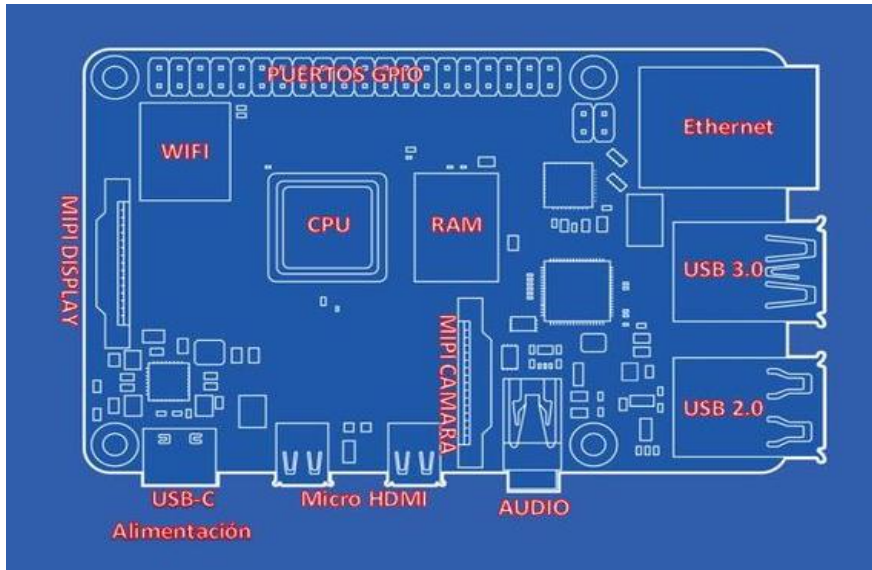 PUERTOS GPIO
WIFI
Ethernet
MIPI DISPLAY
CPU
RAM
USB 3.0
MIPI CAMARA
USB 2.0
USB-C
Alimentación
Micro HDMI
AUDIO